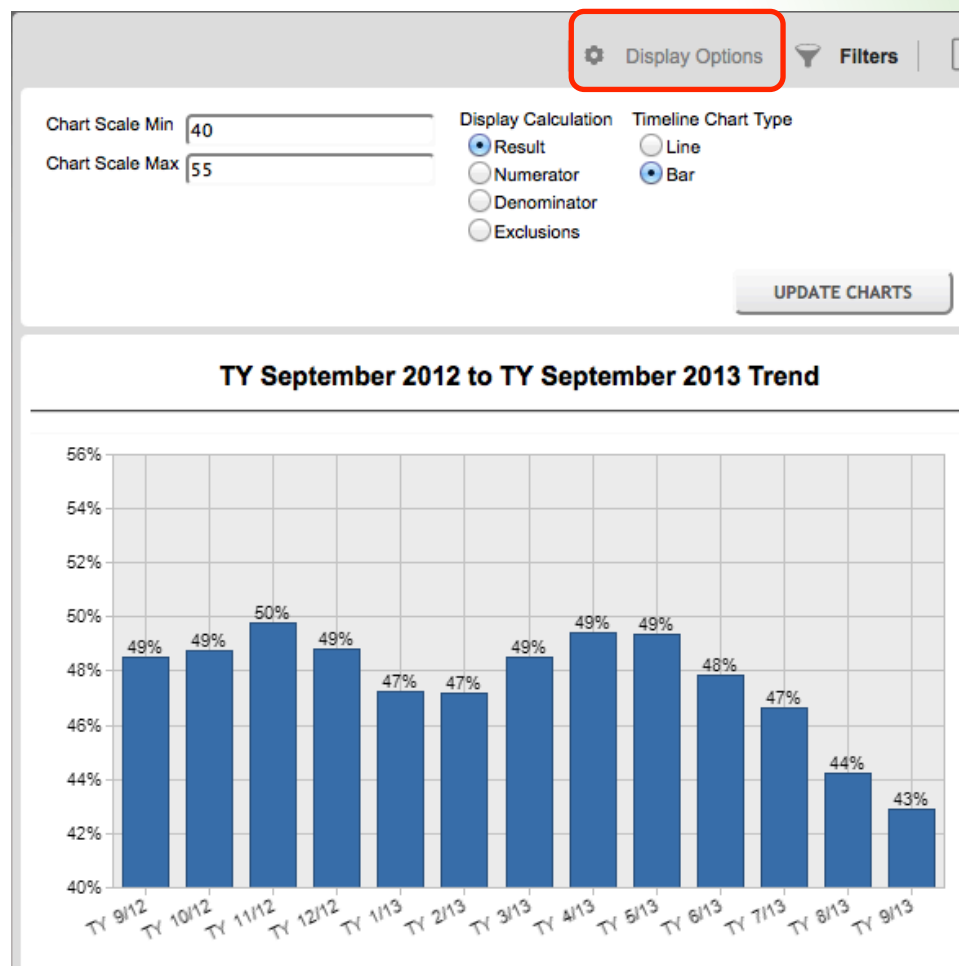 Display Options Filters
Chart Scale Min 40
Chart Scale Max 55
Display Calculation
Result
Numerator
Denominator
Exclusions
Timeline Chart Type
Line
Bar
UPDATE CHARTS
TY September 2012 to TY September 2013 Trend
56%
54%
52%
50%
48%
46%
44%
42%
40%
49%
49%
50%
49%
47%
47%
49%
49%
49%
48%
47%
44%
43%
TY 9/12
TY 10/12
TY 11/12
TY 12/12
TY 1/13
TY 2/13
TY 3/13
TY 4/13
TY 5/13
TY 6/13
TY 7/13
TY 8/13
TY 9/13